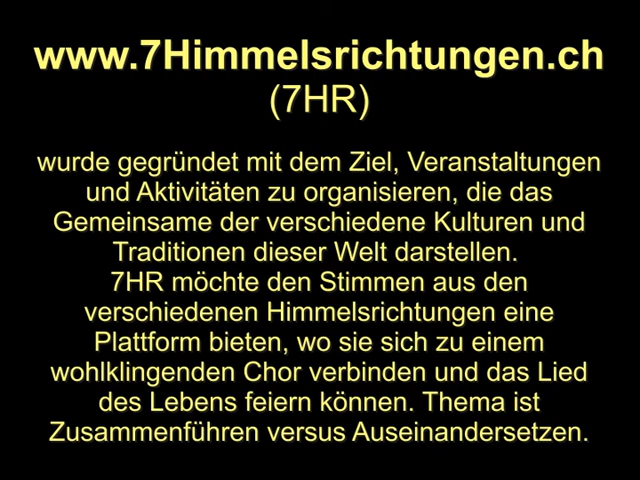 www.7Himmelsrichtungen.ch
(7HR)
wurde gegründet mit dem Ziel, Veranstaltungen
und Aktivitäten zu organisieren, die das
Gemeinsame der verschiedene Kulturen und
Traditionen dieser Welt darstellen.
7HR möchte den Stimmen aus den
verschiedenen Himmelsrichtungen eine
Plattform bieten, wo sie sich zu einem
wohlklingenden Chor verbinden und das Lied
des Lebens feiern können. Thema ist
Zusammenführen versus Auseinandersetzen.